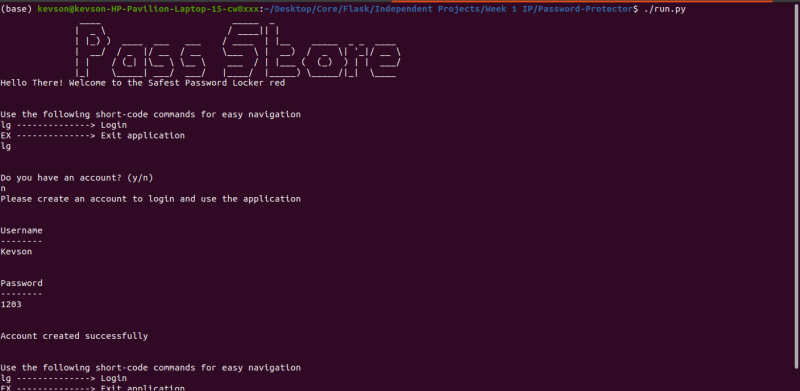 (base) kevson@kevson-HP-Pavilion-Laptop-15-cw0xxx:~/Desktop/Core/Flask/Independent Projects/Week 1 IP/Password-Protector$ ./run.py
Pass Store
Hello There! Welcome to the Safest Password Locker red
Use the following short-code commands for easy navigation
lg --------------> Login
EX --------------> Exit application
lg
Do you have an account? (y/n)
n
Please create an account to login and use the application
Username
--------
Kevson
Password
--------
1203
Account created successfully
Use the following short-code commands for easy navigation
lg --------------> Login
EX --------------> Exit application